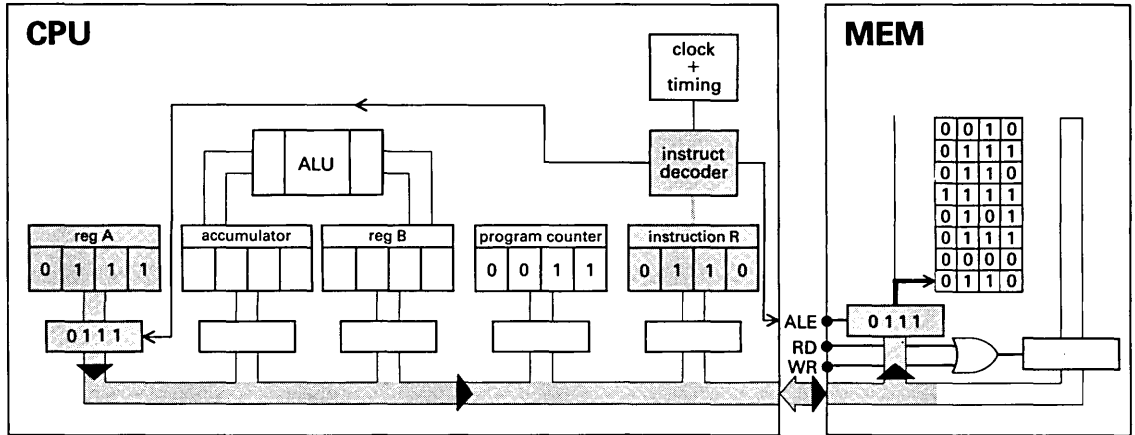 CPU
MEM
clock
+
timing
ALU
instruct
decoder
0 0 1 0
0 1 1 1
0 1 1 0
1 1 1 1
0 1 0 1
0 1 1 1
0 0 0 0
0 1 1 0
reg A
accumulator
reg B
program counter
instruction R
0 1 1 1
0 0 1 1
0 1 1 0
0 1 1 1
ALE
0 1 1 1
RD
WR